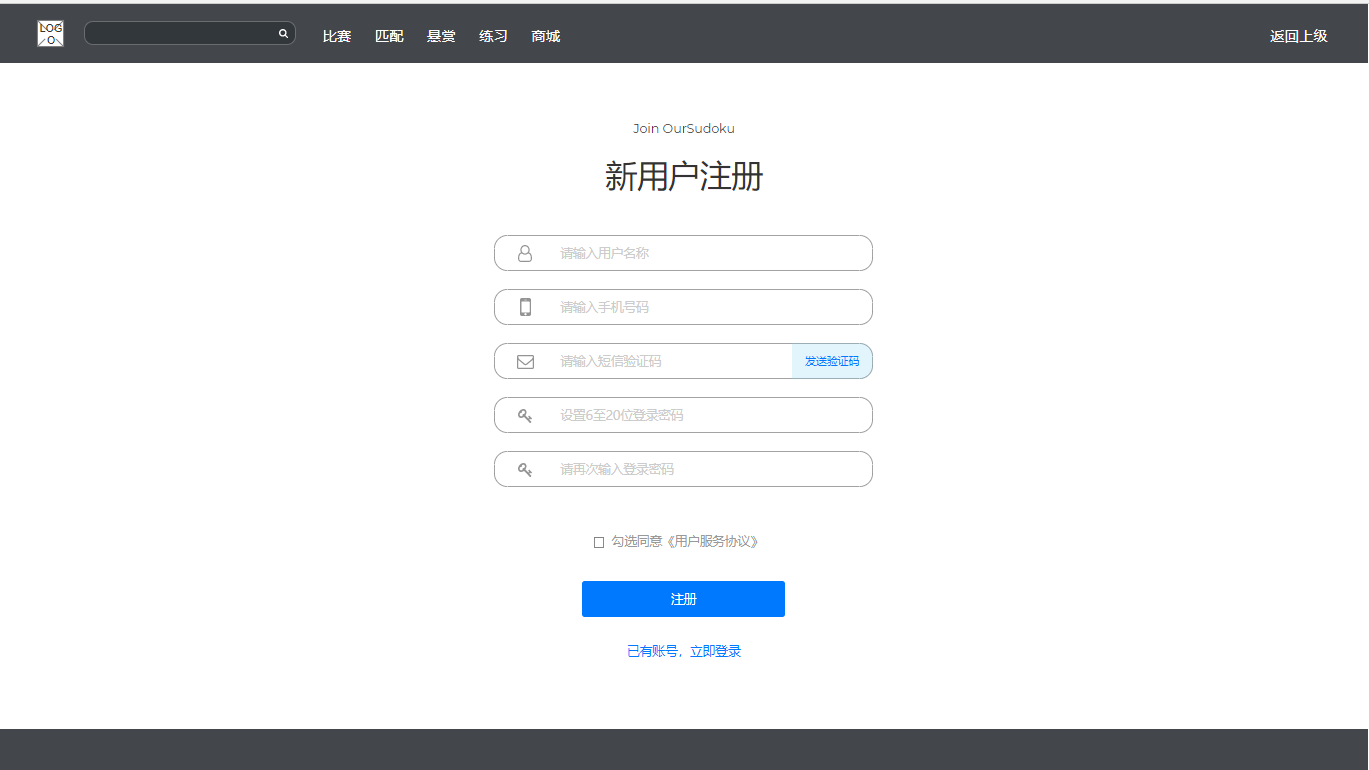 LOG
O
比赛 匹配 悬赏 练习 商城 返回上级
Join OurSudoku
新用户注册
请输入用户名称
请输入手机号码
请输入短信验证码 发送验证码
设置6至20位登录密码
请再次输入登录密码
勾选同意《用户服务协议》
注册
已有账号，立即登录